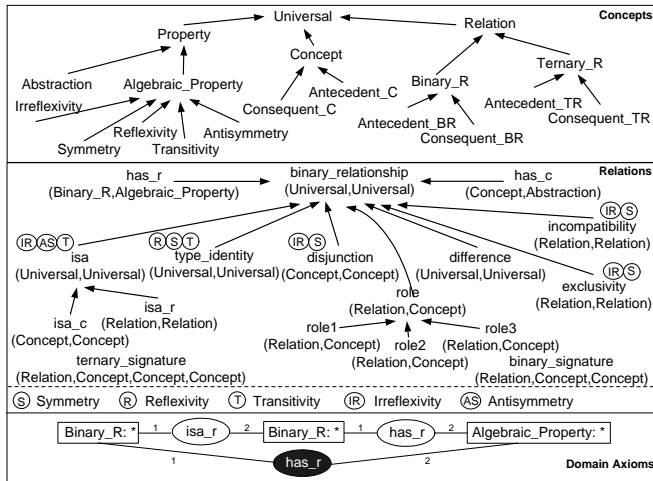 Universal
Concepts
Property
Relation
Concept
Ternary_R
Abstraction
Algebraic_Property
Binary_R
Irreflexivity
Antecedent_C
Antecedent_TR
Consequent_C
Reflexivity
Antisymmetry
Antecedent_BR
Consequent_TR
Symmetry
Transitivity
Consequent_BR
has_r
binary_relationship
has_c
Relations
(Binary_R,Algebraic_Property)
(Universal,Universal)
(Concept,Abstraction)
IR S
incompatibility
(Relation,Relation)
IR AS T
isa
(Universal,Universal)
R S T
type_identity
(Universal,Universal)
IR S
disjunction
(Concept,Concept)
difference
(Universal,Universal)
IR S
exclusivity
(Relation,Relation)
role
(Relation,Concept)
isa_r
(Relation,Relation)
isa_c
(Concept,Concept)
role1
(Relation,Concept)
role2
(Relation,Concept)
role3
(Relation,Concept)
ternary_signature
(Relation,Concept,Concept,Concept)
binary_signature
(Relation,Concept,Concept)
S Symmetry R Reflexivity T Transitivity IR Irreflexivity AS Antisymmetry
Binary_R: * 1 isa_r 2 Binary_R: * 1 has_r 2 Algebraic_Property: *
1 has_r 2
Domain Axioms